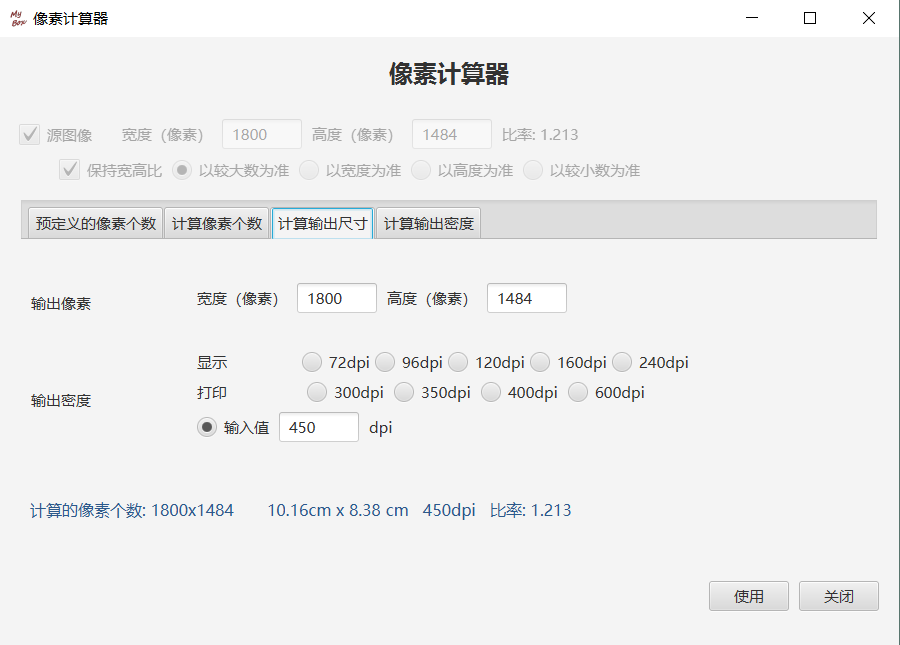 My Box 像素计算器
像素计算器
源图像 宽度（像素） 1800 高度（像素） 1484 比率: 1.213
保持宽高比 以较大数为准 以宽度为准 以高度为准 以较小数为准
预定义的像素个数 计算像素个数 计算输出尺寸 计算输出密度
输出像素 宽度（像素） 1800 高度（像素） 1484
显示 72dpi 96dpi 120dpi 160dpi 240dpi
打印 300dpi 350dpi 400dpi 600dpi
输出密度
输入值 450 dpi
计算的像素个数: 1800x1484 10.16cm x 8.38 cm 450dpi 比率: 1.213
使用 关闭